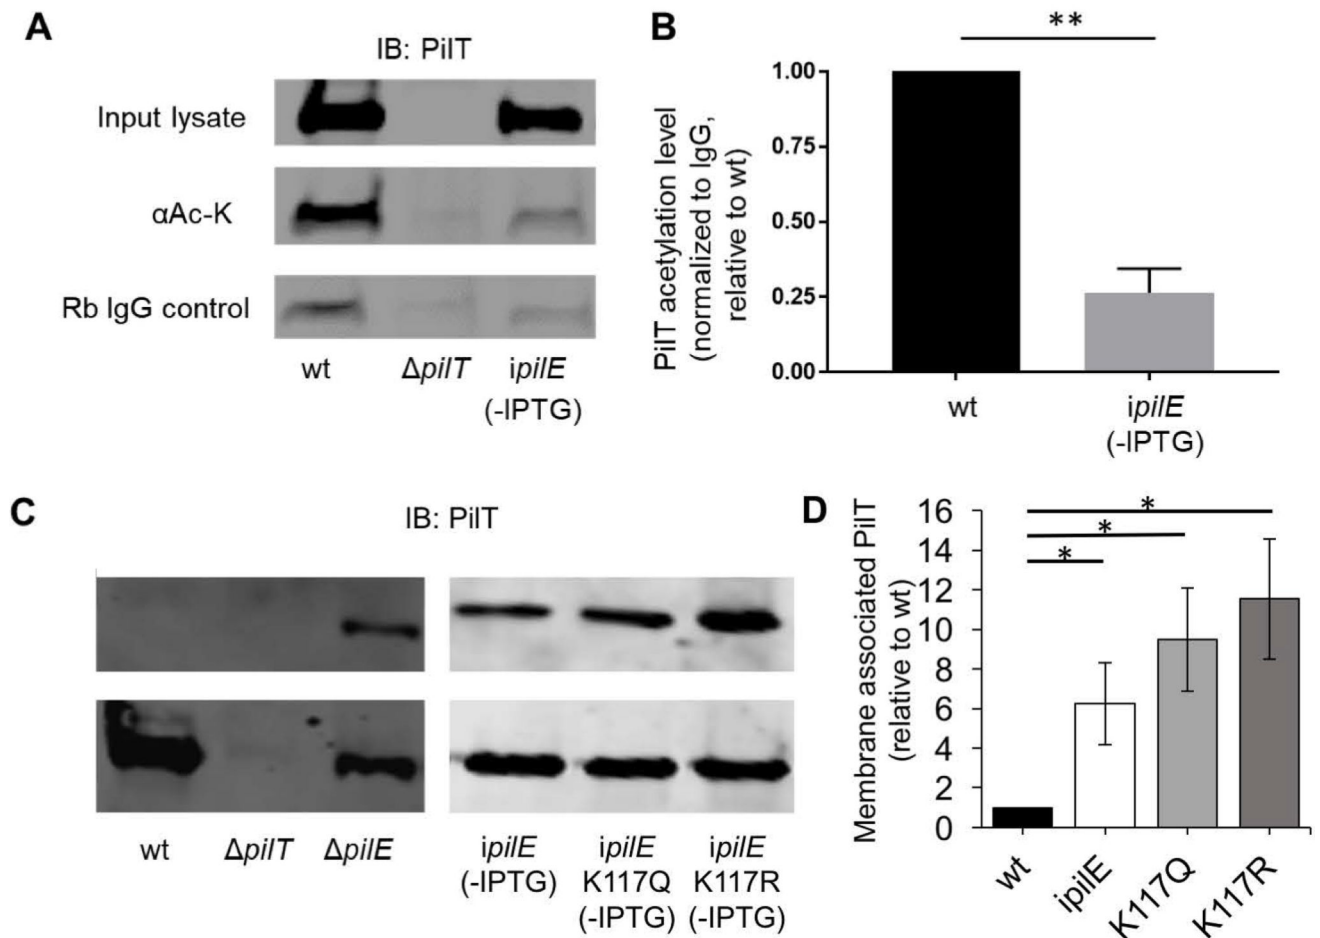 A
IB: PilT
Input lysate
αAc-K
Rb IgG control
wt
ΔpilT
ipilE
(-IPTG)
B
**
PilT acetylation level
(normalized to IgG,
relative to wt)
1.00
0.75
0.50
0.25
0.00
wt
ipilE
(-IPTG)
C
IB: PilT
wt
ΔpilT
ΔpilE
ipilE
(-IPTG)
ipilE
K117Q
(-IPTG)
ipilE
K117R
(-IPTG)
D
Membrane associated PilT
(relative to wt)
16
14
12
10
8
6
4
2
0
*
*
*
wt
ipilE
K117Q
K117R